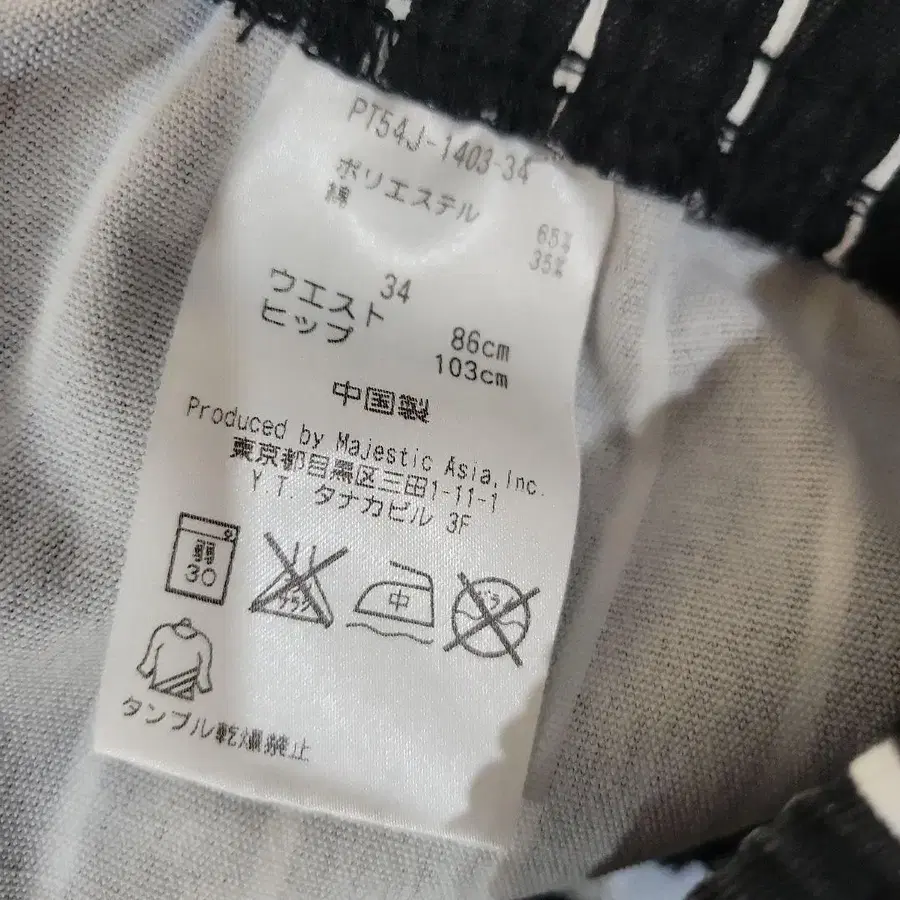 PT54J-1403-34
ポリエステル 65%
綿 35%
34
ウエスト 86cm
ヒップ 103cm
中国製
Produced by Majestic Asia,Inc.
東京都目黒区三田1-11-1
Y.T. タナカビル 3F
弱
30
中
タンブル乾燥禁止